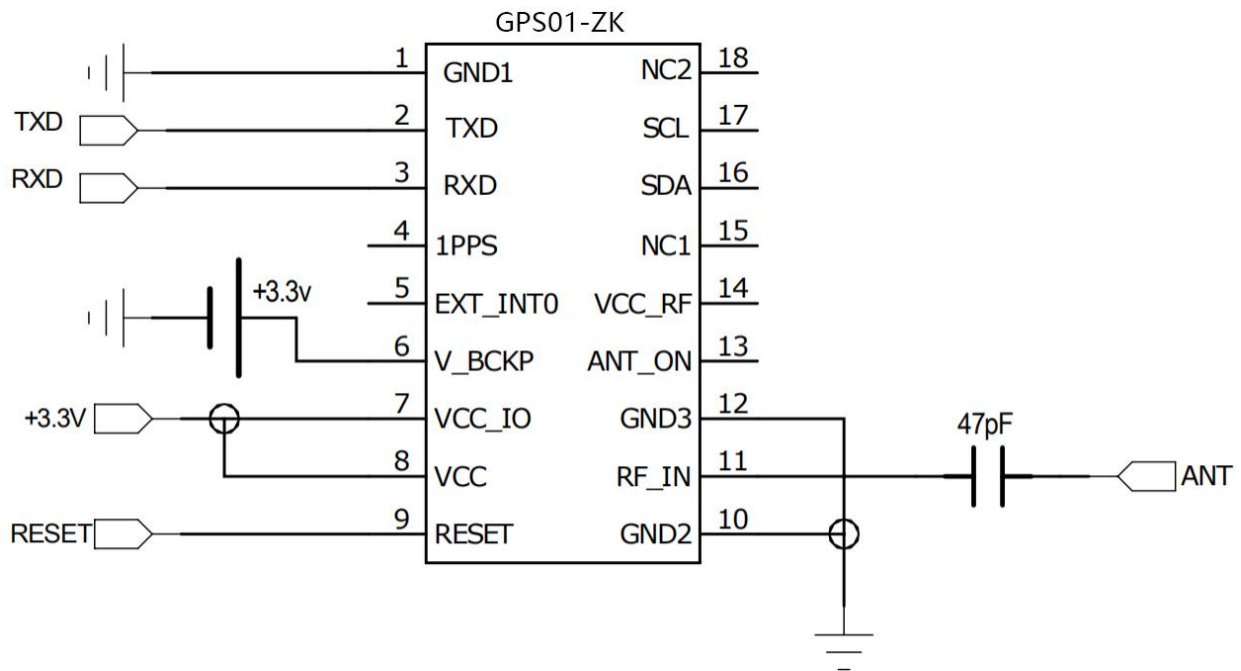 GPS01-ZK
1 GND1 NC2 18
TXD 2 TXD SCL 17
RXD 3 RXD SDA 16
4 1PPS NC1 15
+3.3v 5 EXT_INT0 VCC_RF 14
6 V_BCKP ANT_ON 13
+3.3V 7 VCC_IO GND3 12 47pF
8 VCC RF_IN 11 ANT
RESET 9 RESET GND2 10